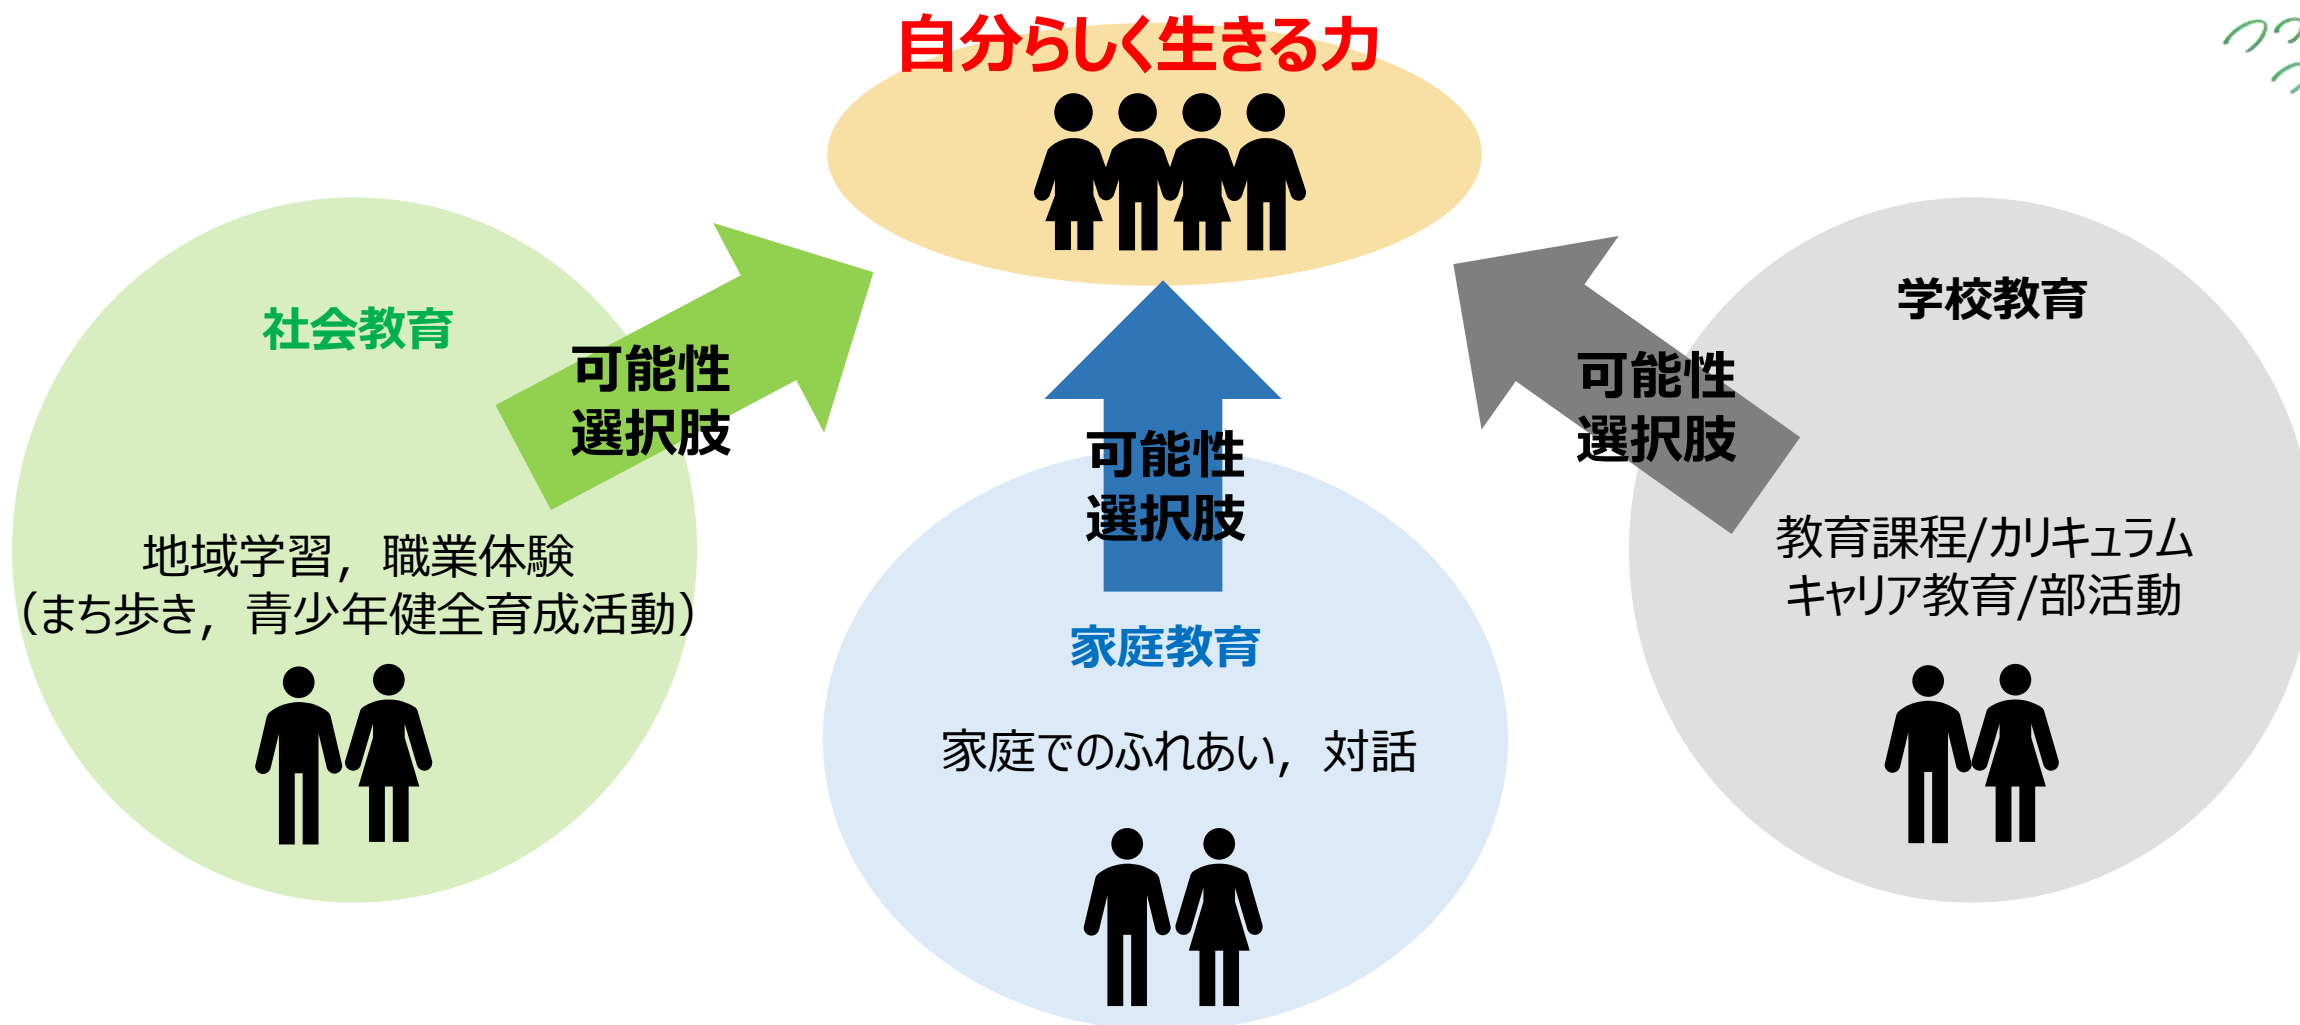 自分らしく生きる力
社会教育
可能性
選択肢
地域学習，職業体験
（まち歩き，青少年健全育成活動）
可能性
選択肢
家庭教育
家庭でのふれあい，対話
学校教育
可能性
選択肢
教育課程/カリキュラム
キャリア教育/部活動